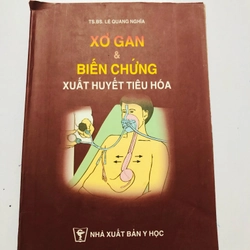 TS.BS. LÊ QUANG NGHĨA
XƠ GAN
&
BIẾN CHỨNG
XUẤT HUYẾT TIÊU HÓA
NHÀ XUẤT BẢN Y HỌC